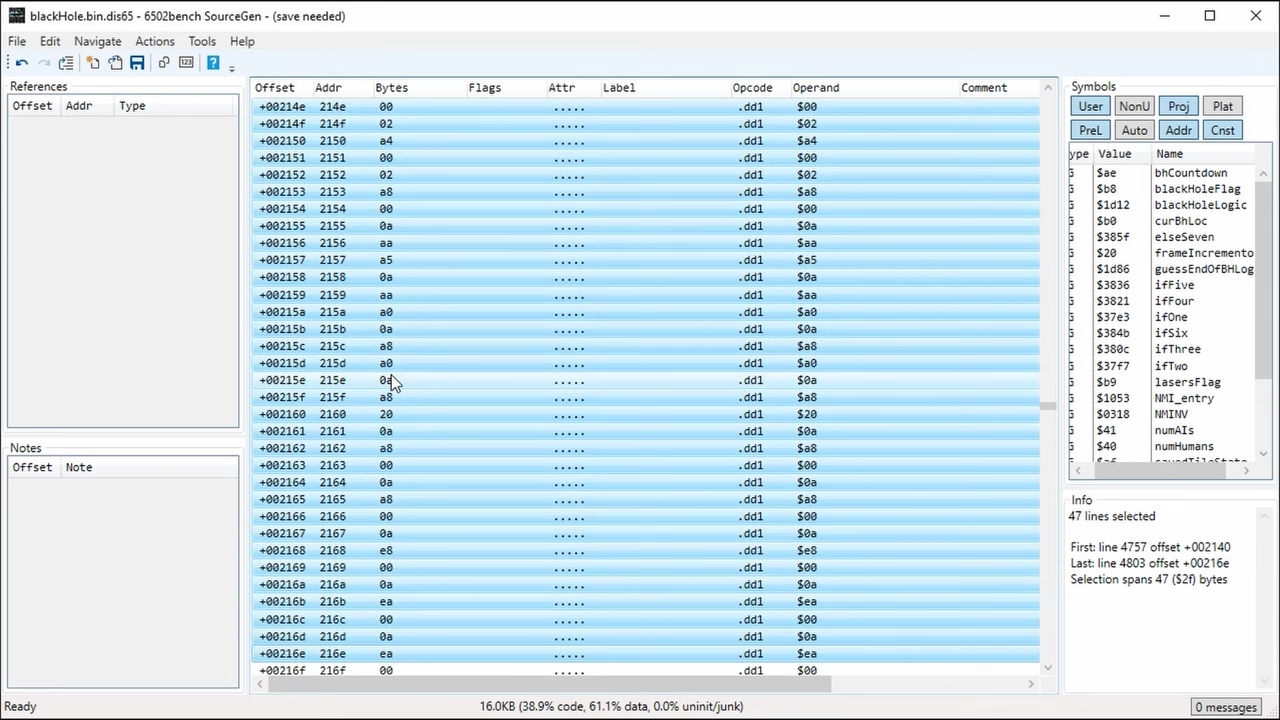 blackHole.bin.dis65 - 6502bench SourceGen - (save needed)
File Edit Navigate Actions Tools Help
References
Offset Addr Type
Notes
Offset Note
Offset Addr Bytes Flags Attr Label Opcode Operand Comment
+00214e 214e 00 ..... .dd1 $00
+00214f 214f 02 ..... .dd1 $02
+002150 2150 a4 ..... .dd1 $a4
+002151 2151 00 ..... .dd1 $00
+002152 2152 02 ..... .dd1 $02
+002153 2153 a8 ..... .dd1 $a8
+002154 2154 00 ..... .dd1 $00
+002155 2155 0a ..... .dd1 $0a
+002156 2156 aa ..... .dd1 $aa
+002157 2157 a5 ..... .dd1 $a5
+002158 2158 0a ..... .dd1 $0a
+002159 2159 aa ..... .dd1 $aa
+00215a 215a a0 ..... .dd1 $a0
+00215b 215b 0a ..... .dd1 $0a
+00215c 215c a8 ..... .dd1 $a8
+00215d 215d a0 ..... .dd1 $a0
+00215e 215e 0a ..... .dd1 $0a
+00215f 215f a8 ..... .dd1 $a8
+002160 2160 20 ..... .dd1 $20
+002161 2161 0a ..... .dd1 $0a
+002162 2162 a8 ..... .dd1 $a8
+002163 2163 00 ..... .dd1 $00
+002164 2164 0a ..... .dd1 $0a
+002165 2165 a8 ..... .dd1 $a8
+002166 2166 00 ..... .dd1 $00
+002167 2167 0a ..... .dd1 $0a
+002168 2168 e8 ..... .dd1 $e8
+002169 2169 00 ..... .dd1 $00
+00216a 216a 0a ..... .dd1 $0a
+00216b 216b ea ..... .dd1 $ea
+00216c 216c 00 ..... .dd1 $00
+00216d 216d 0a ..... .dd1 $0a
+00216e 216e ea ..... .dd1 $ea
+00216f 216f 00 ..... .dd1 $00
Symbols
User NonU Proj Plat
PreL Auto Addr Cnst
ype Value Name
G $ae bhCountdown
G $b8 blackHoleFlag
G $1d12 blackHoleLogic
G $b0 curBhLoc
G $385f elseSeven
G $20 frameIncremento
G $1d86 guessEndOfBHLog
G $3836 ifFive
G $3821 ifFour
G $37e3 ifOne
G $384b ifSix
G $380c ifThree
G $37f7 ifTwo
G $b9 lasersFlag
G $1053 NMI_entry
G $0318 NMINV
G $41 numAIs
G $40 numHumans
Info
47 lines selected
First: line 4757 offset +002140
Last: line 4803 offset +00216e
Selection spans 47 ($2f) bytes
Ready
16.0KB (38.9% code, 61.1% data, 0.0% uninit/junk)
0 messages